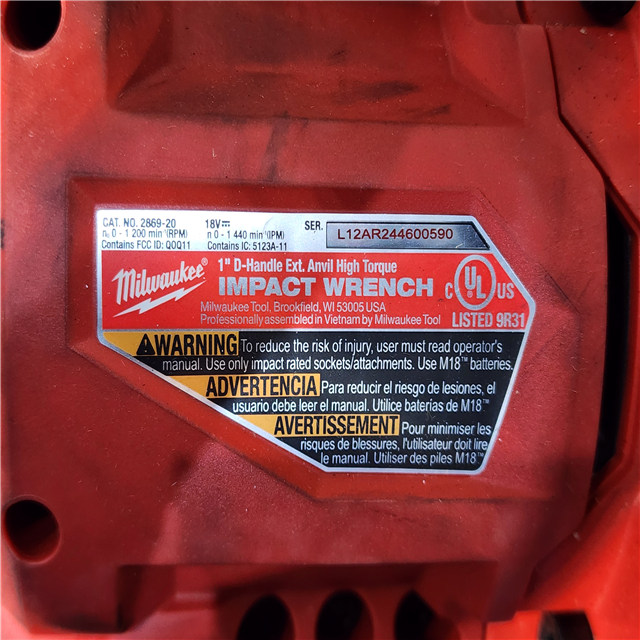 CAT. NO. 2869-20 18V⎓ SER. L12AR244600590
n₀ 0 - 1 200 min⁻¹(RPM) n 0 - 1 440 min⁻¹(IPM)
Contains FCC ID: QOQ11 Contains IC: 5123A-11
1" D-Handle Ext. Anvil High Torque
Milwaukee® IMPACT WRENCH C UL US
Milwaukee Tool, Brookfield, WI 53005 USA
Professionally assembled in Vietnam by Milwaukee Tool LISTED 9R31
WARNING To reduce the risk of injury, user must read operator's
manual. Use only impact rated sockets/attachments. Use M18™ batteries.
ADVERTENCIA Para reducir el riesgo de lesiones, el
usuario debe leer el manual. Utilice baterías de M18™
AVERTISSEMENT Pour minimiser les
risques de blessures, l'utilisateur doit lire
le manual. Utiliser des piles M18™